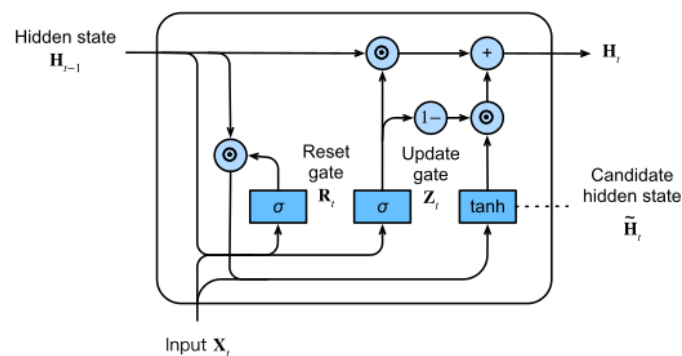 Hidden state
H_{t-1}
⊙
+
H_t
1−
⊙
⊙
Reset
gate
R_t
Update
gate
Z_t
σ
σ
tanh
Candidate
hidden state
H̃_t
Input X_t